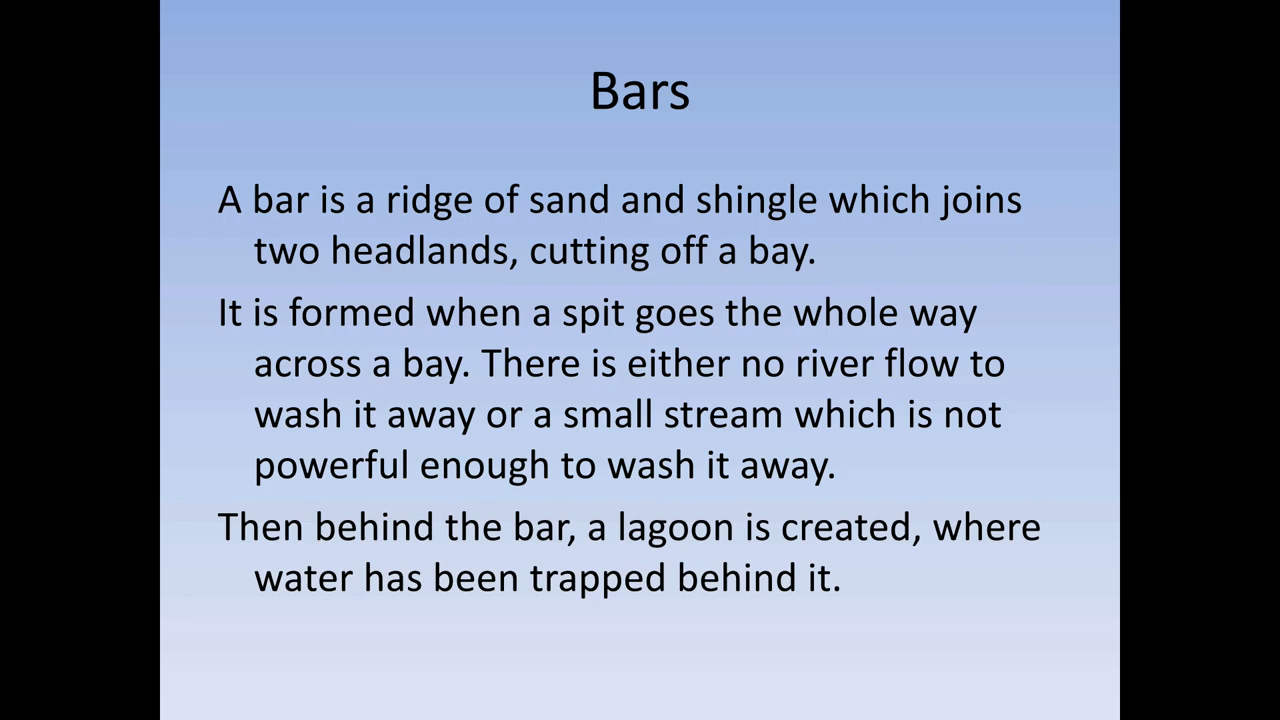 Bars
A bar is a ridge of sand and shingle which joins
two headlands, cutting off a bay.
It is formed when a spit goes the whole way
across a bay. There is either no river flow to
wash it away or a small stream which is not
powerful enough to wash it away.
Then behind the bar, a lagoon is created, where
water has been trapped behind it.